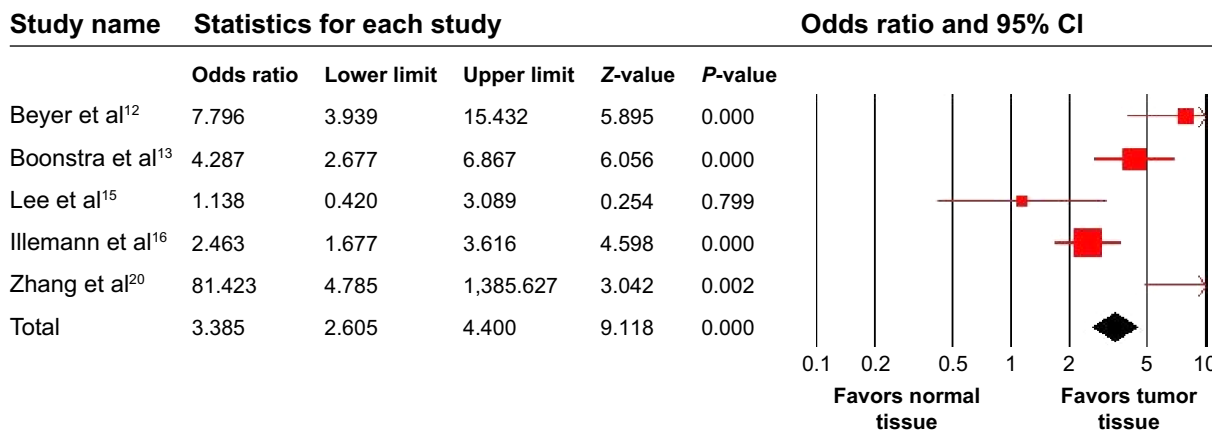 Study name Statistics for each study Odds ratio and 95% CI
Odds ratio Lower limit Upper limit Z-value P-value
Beyer et al12 7.796 3.939 15.432 5.895 0.000
Boonstra et al13 4.287 2.677 6.867 6.056 0.000
Lee et al15 1.138 0.420 3.089 0.254 0.799
Illemann et al16 2.463 1.677 3.616 4.598 0.000
Zhang et al20 81.423 4.785 1,385.627 3.042 0.002
Total 3.385 2.605 4.400 9.118 0.000
0.1 0.2 0.5 1 2 5 10
Favors normal Favors tumor
tissue tissue